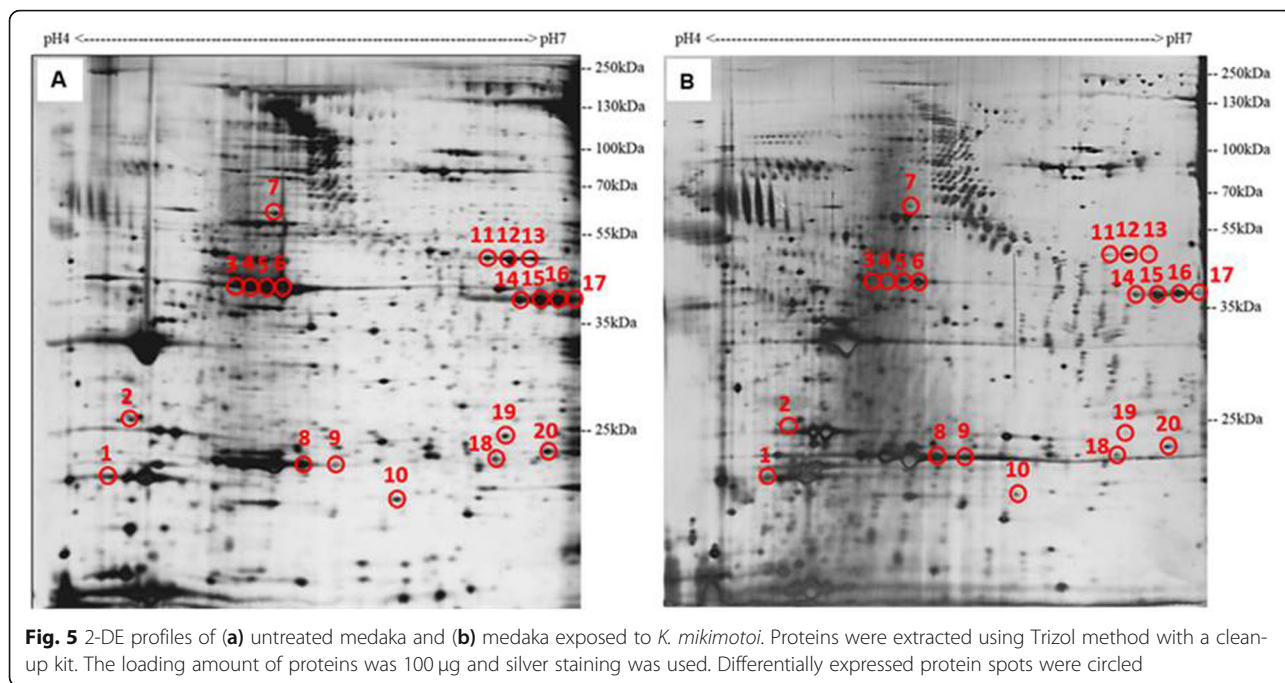 pH4 <--------------------------------------------------> pH7
pH4 <--------------------------------------------------> pH7
A
250kDa
130kDa
100kDa
70kDa
55kDa
35kDa
25kDa
7
11 12 13
3 4 5 6
14 15 16 17
2
19
8 9 18 20
1
10
B
250kDa
130kDa
100kDa
70kDa
55kDa
35kDa
25kDa
7
11 12 13
3 4 5 6
14 15 16 17
2
19
8 9 18 20
1
10
Fig. 5 2-DE profiles of (a) untreated medaka and (b) medaka exposed to K. mikimotoi. Proteins were extracted using Trizol method with a clean-
up kit. The loading amount of proteins was 100 μg and silver staining was used. Differentially expressed protein spots were circled